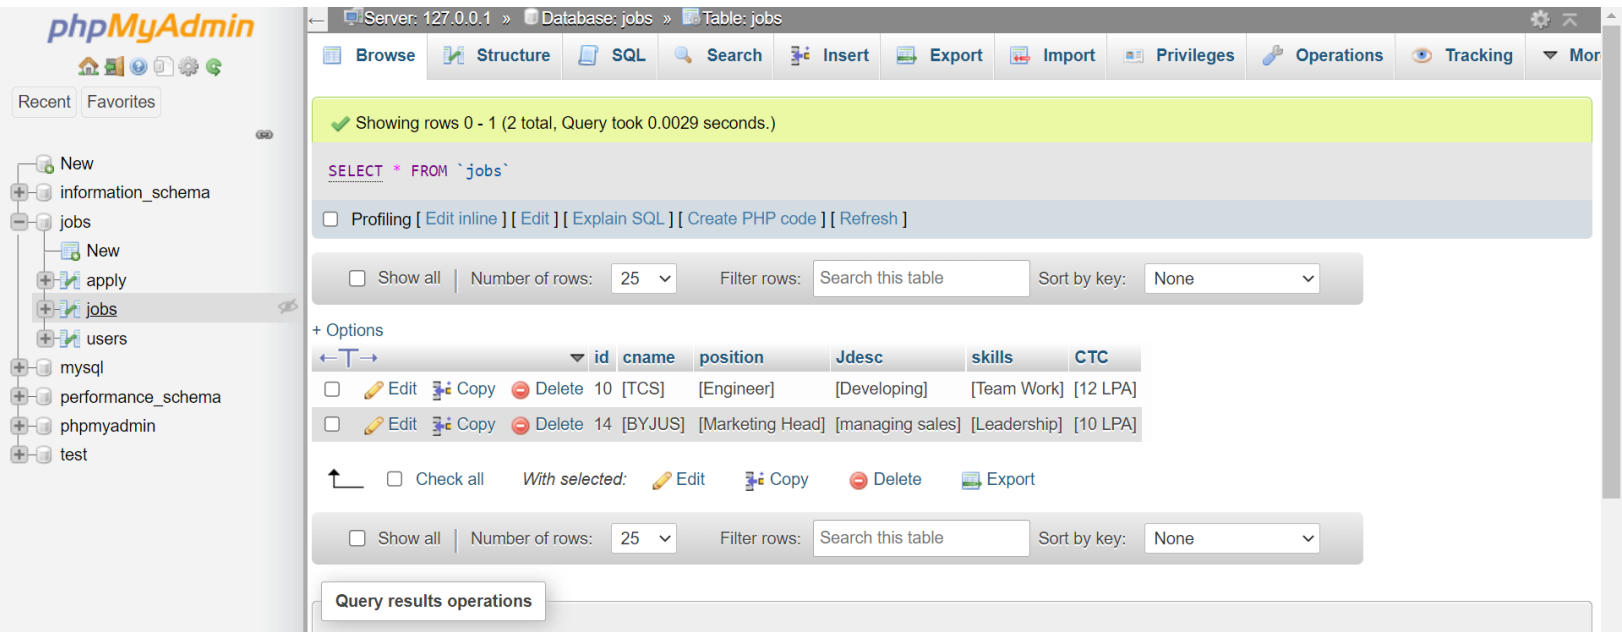 phpMyAdmin
Recent Favorites
New
information_schema
jobs
New
apply
jobs
users
mysql
performance_schema
phpmyadmin
test
Server: 127.0.0.1 » Database: jobs » Table: jobs
Browse Structure SQL Search Insert Export Import Privileges Operations Tracking Mor
Showing rows 0 - 1 (2 total, Query took 0.0029 seconds.)
SELECT * FROM `jobs`
Profiling [ Edit inline ] [ Edit ] [ Explain SQL ] [ Create PHP code ] [ Refresh ]
Show all | Number of rows: 25 Filter rows: Search this table Sort by key: None
+ Options
←T→ id cname position Jdesc skills CTC
Edit Copy Delete 10 [TCS] [Engineer] [Developing] [Team Work] [12 LPA]
Edit Copy Delete 14 [BYJUS] [Marketing Head] [managing sales] [Leadership] [10 LPA]
Check all With selected: Edit Copy Delete Export
Show all | Number of rows: 25 Filter rows: Search this table Sort by key: None
Query results operations